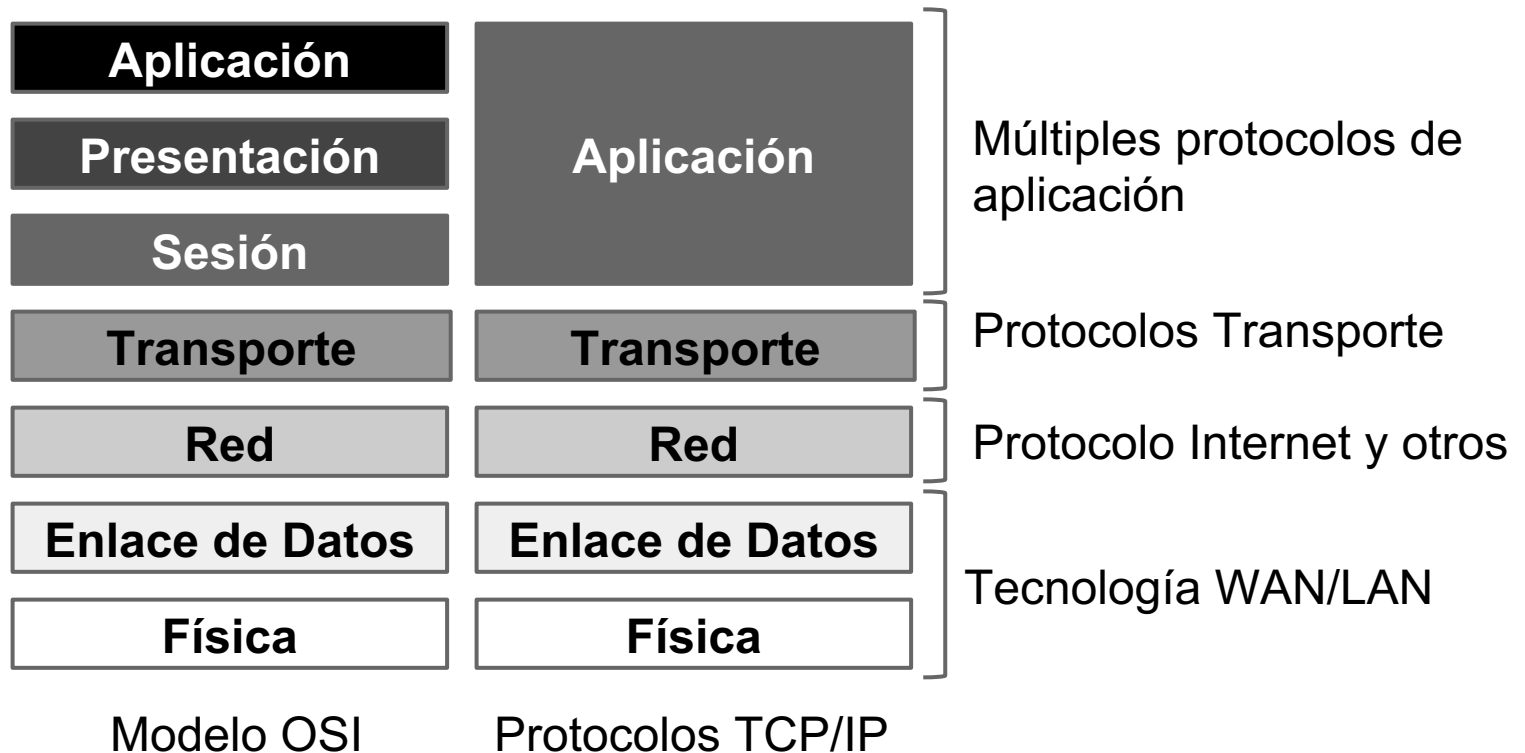 Aplicación
Presentación
Sesión
Transporte
Red
Enlace de Datos
Física
Modelo OSI
Aplicación
Transporte
Red
Enlace de Datos
Física
Protocolos TCP/IP
Múltiples protocolos de
aplicación
Protocolos Transporte
Protocolo Internet y otros
Tecnología WAN/LAN